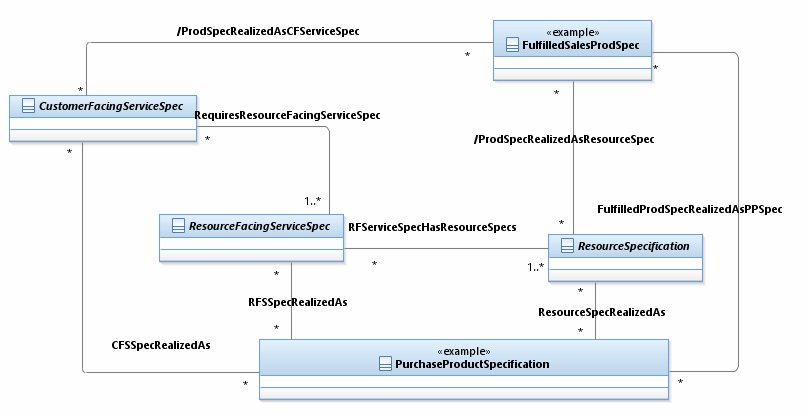 /ProdSpecRealizedAsCFServiceSpec
«example»
FulfilledSalesProdSpec
*
*
*
*
CustomerFacingServiceSpec
RequiresResourceFacingServiceSpec
*
*
/ProdSpecRealizedAsResourceSpec
1..*
FulfilledProdSpecRealizedAsPPSpec
ResourceFacingServiceSpec
RFServiceSpecHasResourceSpecs
*
ResourceSpecification
*
1..*
*
*
RFSSpecRealizedAs
ResourceSpecRealizedAs
*
*
CFSSpecRealizedAs
«example»
PurchaseProductSpecification
*
*